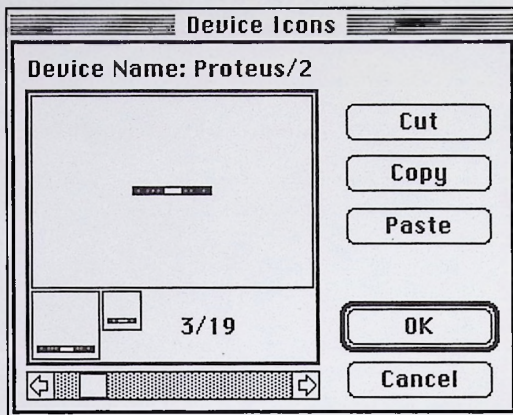 Device Icons
Device Name: Proteus/2
Cut
Copy
Paste
3/19
OK
Cancel